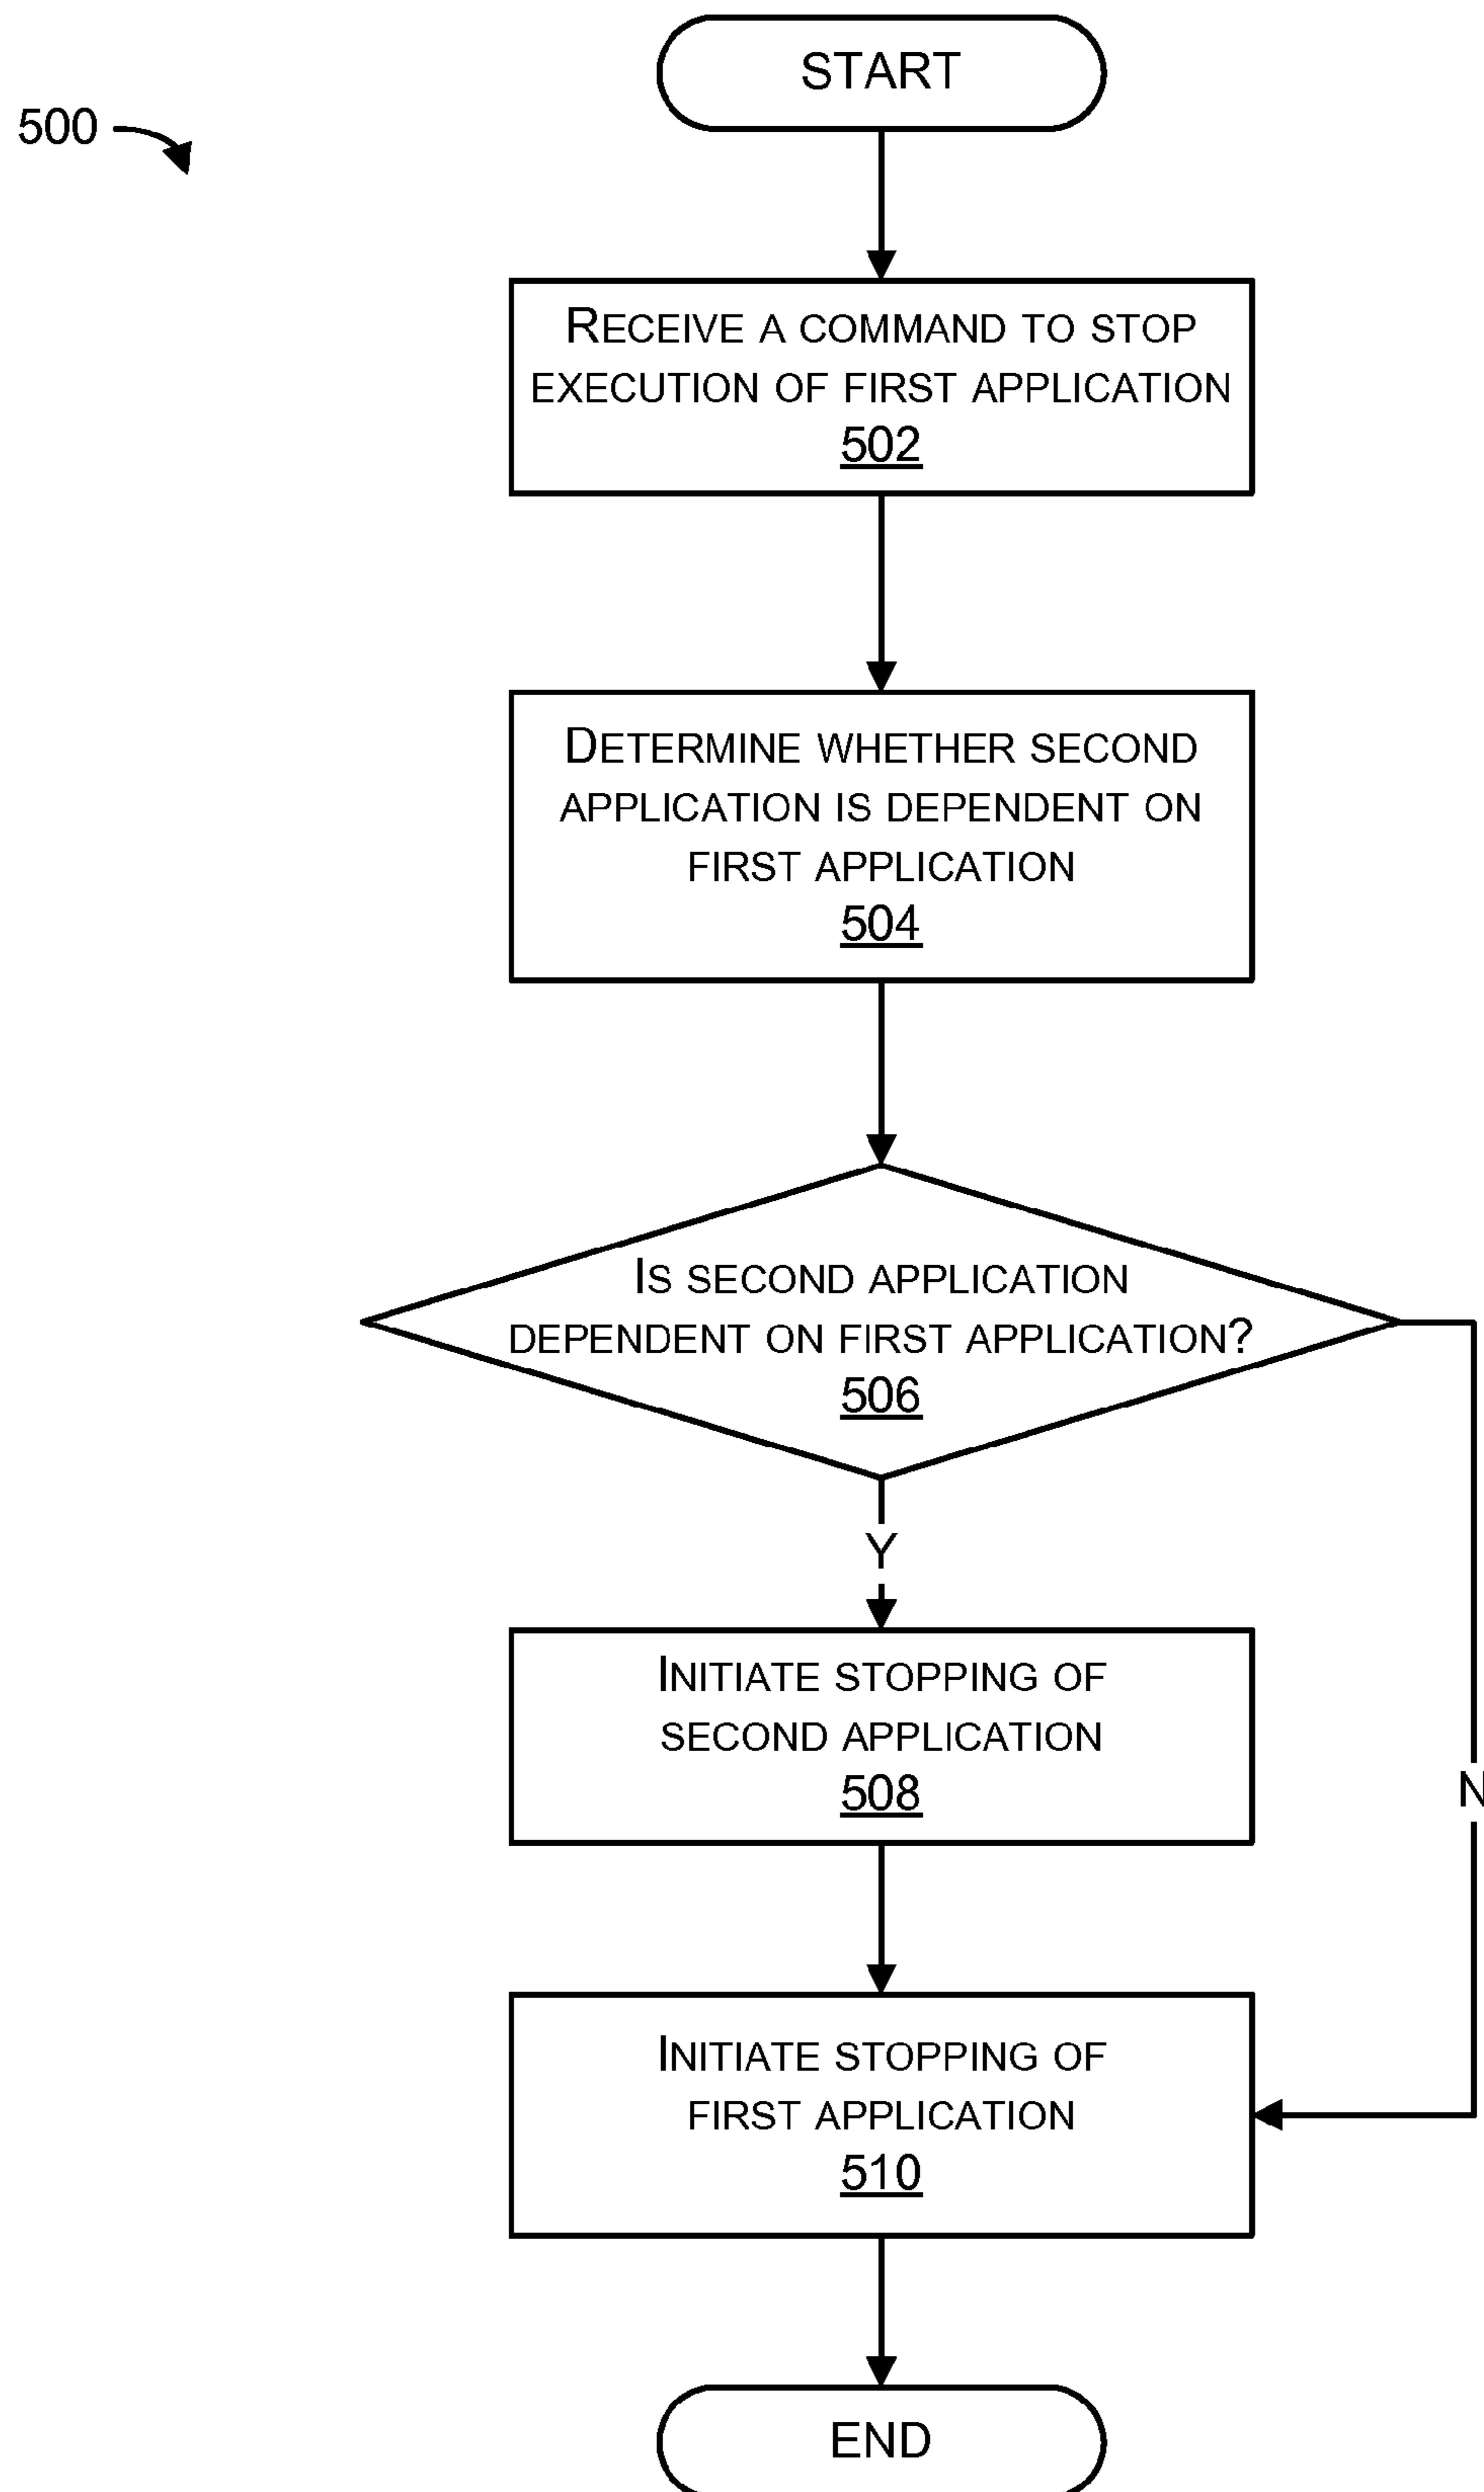 START
500
RECEIVE A COMMAND TO STOP
EXECUTION OF FIRST APPLICATION
502
DETERMINE WHETHER SECOND
APPLICATION IS DEPENDENT ON
FIRST APPLICATION
504
IS SECOND APPLICATION
DEPENDENT ON FIRST APPLICATION?
506
Y
INITIATE STOPPING OF
SECOND APPLICATION
508
N
INITIATE STOPPING OF
FIRST APPLICATION
510
END